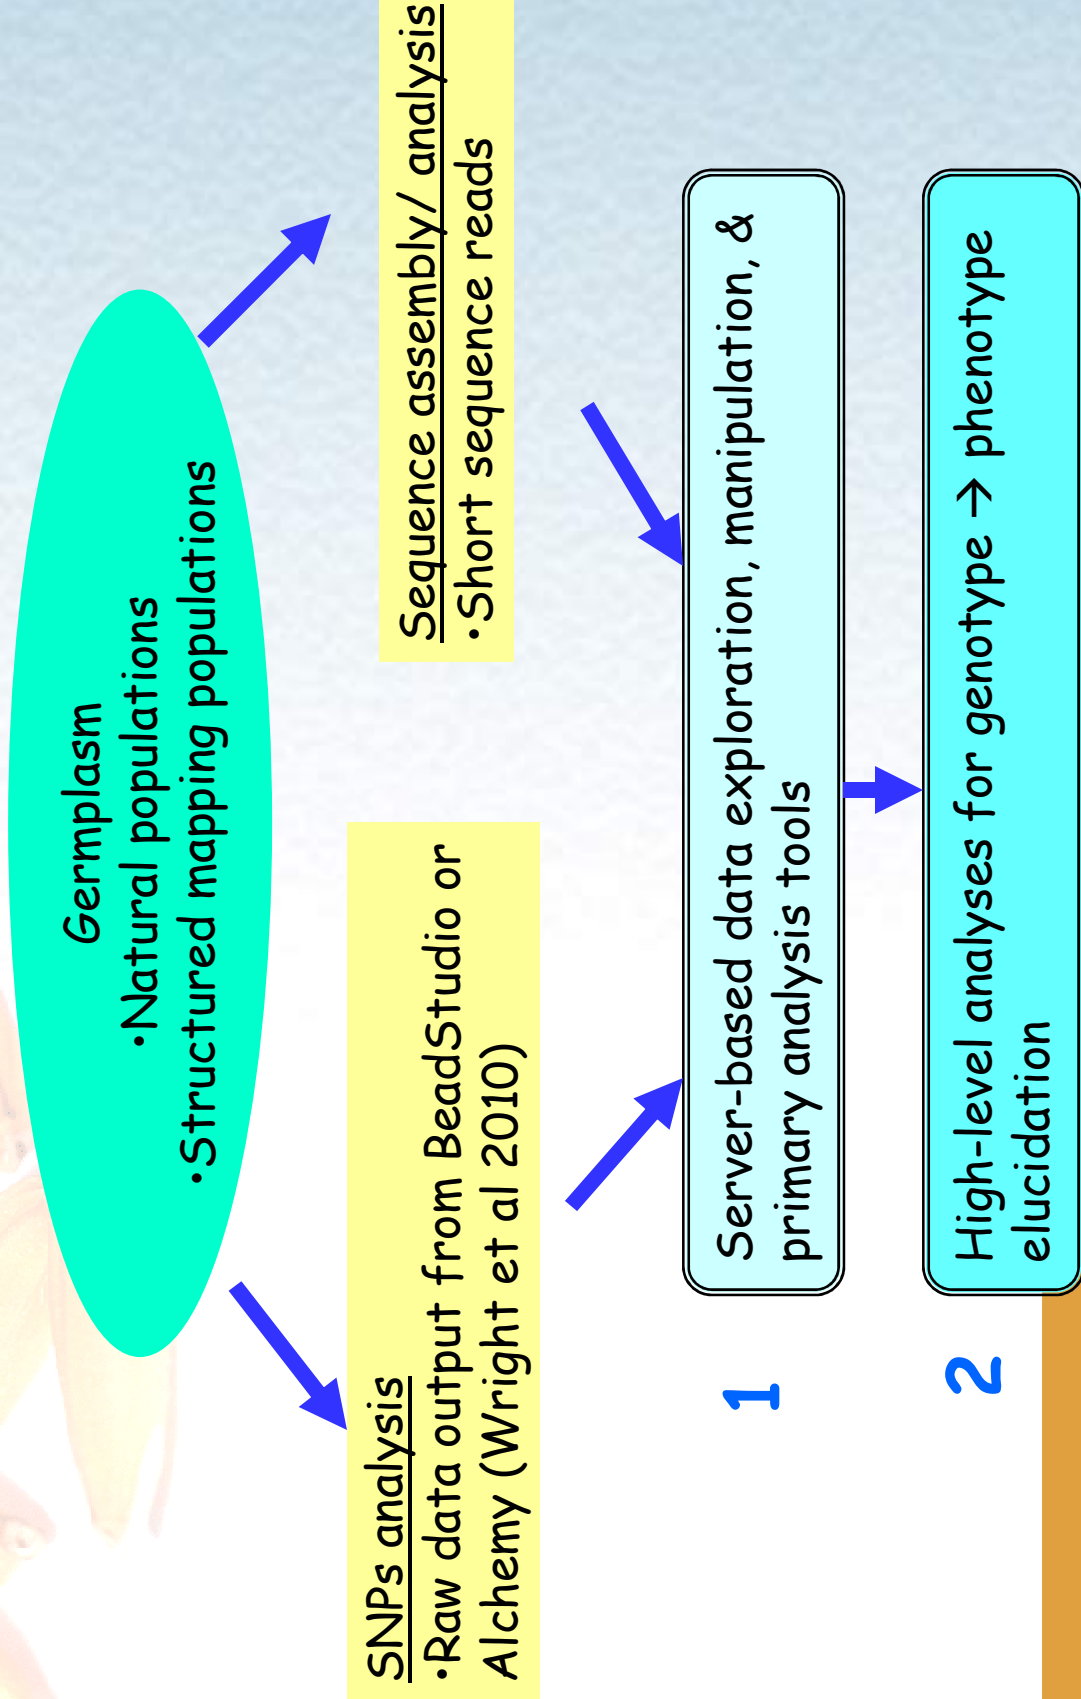 Germplasm
•Natural populations
•Structured mapping populations
SNPs analysis
•Raw data output from BeadStudio or
Alchemy (Wright et al 2010)
Sequence assembly/ analysis
•Short sequence reads
1
Server-based data exploration, manipulation, &
primary analysis tools
2
High-level analyses for genotype → phenotype
elucidation